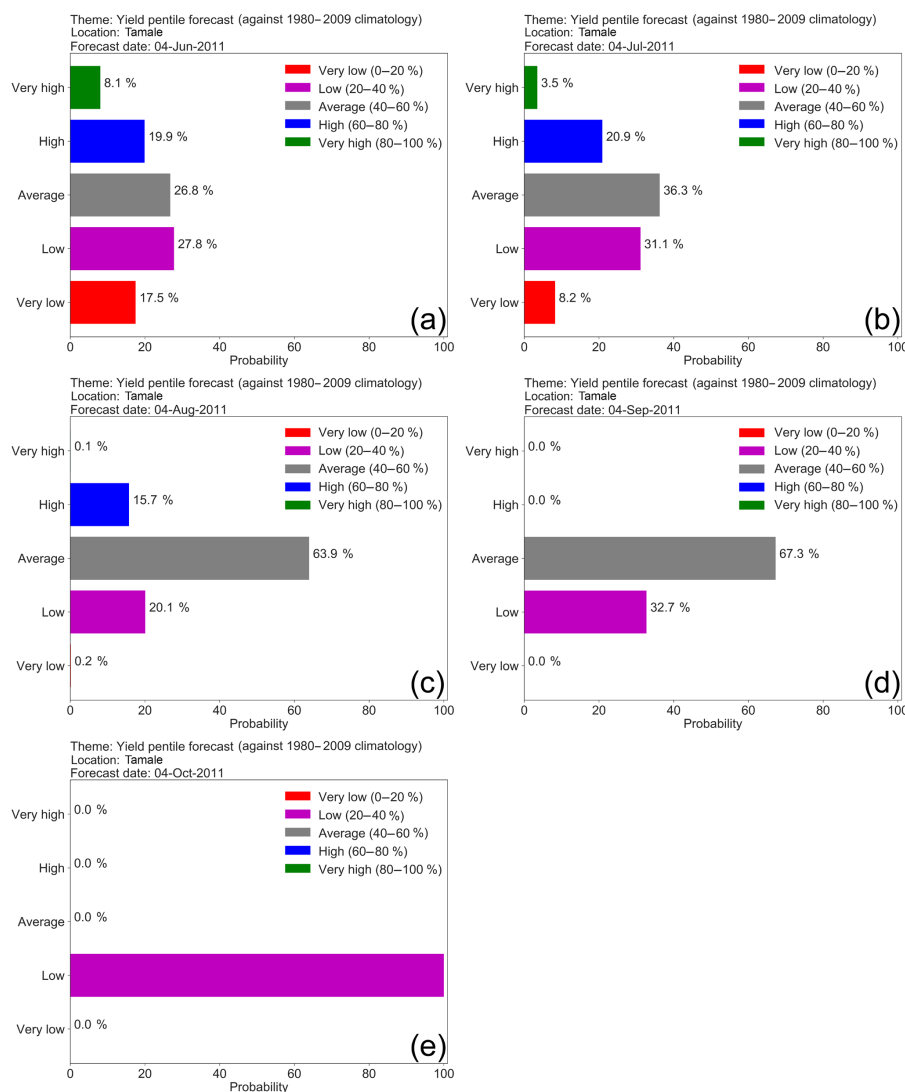 Theme: Yield pentile forecast (against 1980–2009 climatology)
Location: Tamale
Forecast date: 04-Jun-2011
Very high
8.1 %
High
19.9 %
Average
26.8 %
Low
27.8 %
Very low
17.5 %
Very low (0–20 %)
Low (20–40 %)
Average (40–60 %)
High (60–80 %)
Very high (80–100 %)
(a)
0 20 40 60 80 100
Probability
Theme: Yield pentile forecast (against 1980–2009 climatology)
Location: Tamale
Forecast date: 04-Jul-2011
Very high
3.5 %
High
20.9 %
Average
36.3 %
Low
31.1 %
Very low
8.2 %
Very low (0–20 %)
Low (20–40 %)
Average (40–60 %)
High (60–80 %)
Very high (80–100 %)
(b)
0 20 40 60 80 100
Probability
Theme: Yield pentile forecast (against 1980–2009 climatology)
Location: Tamale
Forecast date: 04-Aug-2011
Very high
0.1 %
High
15.7 %
Average
63.9 %
Low
20.1 %
Very low
0.2 %
Very low (0–20 %)
Low (20–40 %)
Average (40–60 %)
High (60–80 %)
Very high (80–100 %)
(c)
0 20 40 60 80 100
Probability
Theme: Yield pentile forecast (against 1980–2009 climatology)
Location: Tamale
Forecast date: 04-Sep-2011
Very high
0.0 %
High
0.0 %
Average
67.3 %
Low
32.7 %
Very low
0.0 %
Very low (0–20 %)
Low (20–40 %)
Average (40–60 %)
High (60–80 %)
Very high (80–100 %)
(d)
0 20 40 60 80 100
Probability
Theme: Yield pentile forecast (against 1980–2009 climatology)
Location: Tamale
Forecast date: 04-Oct-2011
Very high
0.0 %
High
0.0 %
Average
0.0 %
Low
Very low
0.0 %
Very low (0–20 %)
Low (20–40 %)
Average (40–60 %)
High (60–80 %)
Very high (80–100 %)
(e)
0 20 40 60 80 100
Probability